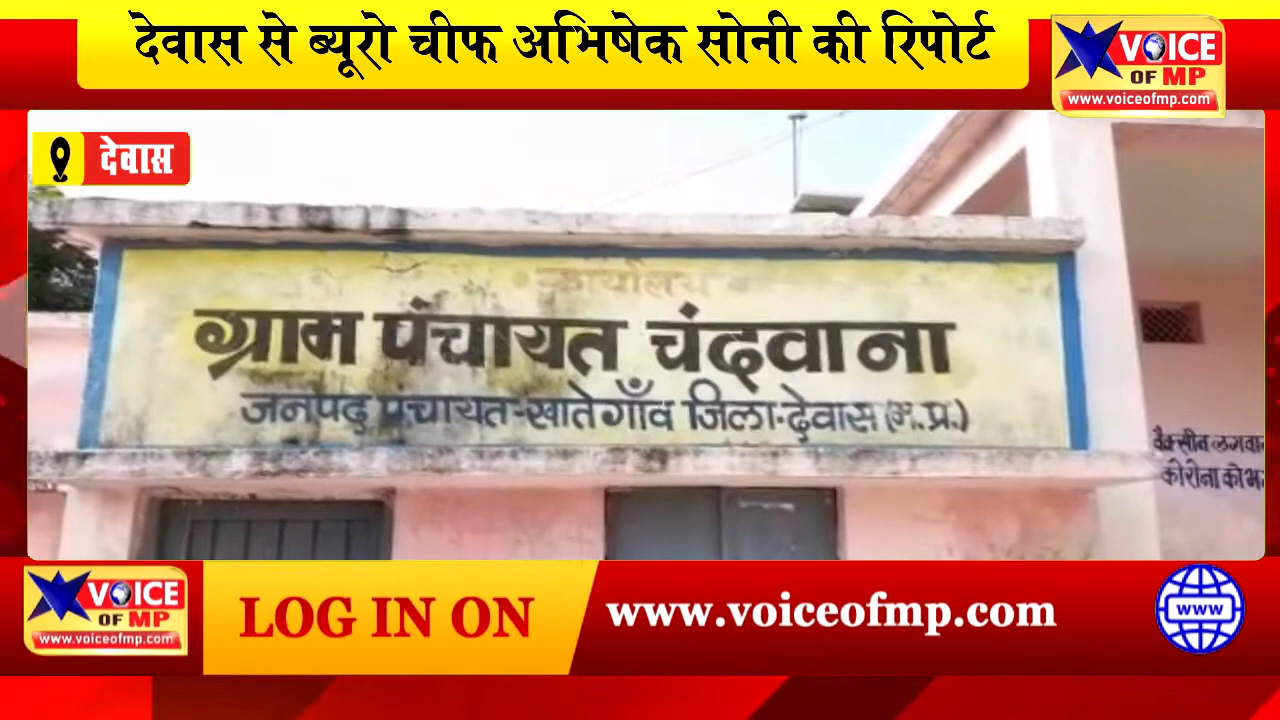 देवास से ब्यूरो चीफ अभिषेक सोनी की रिपोर्ट
VOICE
OF MP
www.voiceofmp.com
देवास
कार्यालय
ग्राम पंचायत चंदवाना
जनपद पंचायत-खातेगाँव जिला-देवास (म.प्र.)
वैक्सीन लगवा
कोरोना को भ
VOICE
OF MP
www.voiceofmp.com
LOG IN ON
www.voiceofmp.com
www